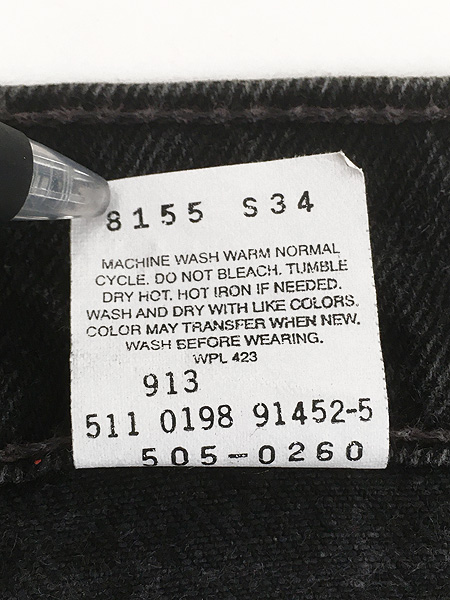 8155 S34
MACHINE WASH WARM NORMAL
CYCLE. DO NOT BLEACH. TUMBLE
DRY HOT. HOT IRON IF NEEDED.
WASH AND DRY WITH LIKE COLORS.
COLOR MAY TRANSFER WHEN NEW.
WASH BEFORE WEARING.
WPL 423
913
511 0198 91452-5
505-0260